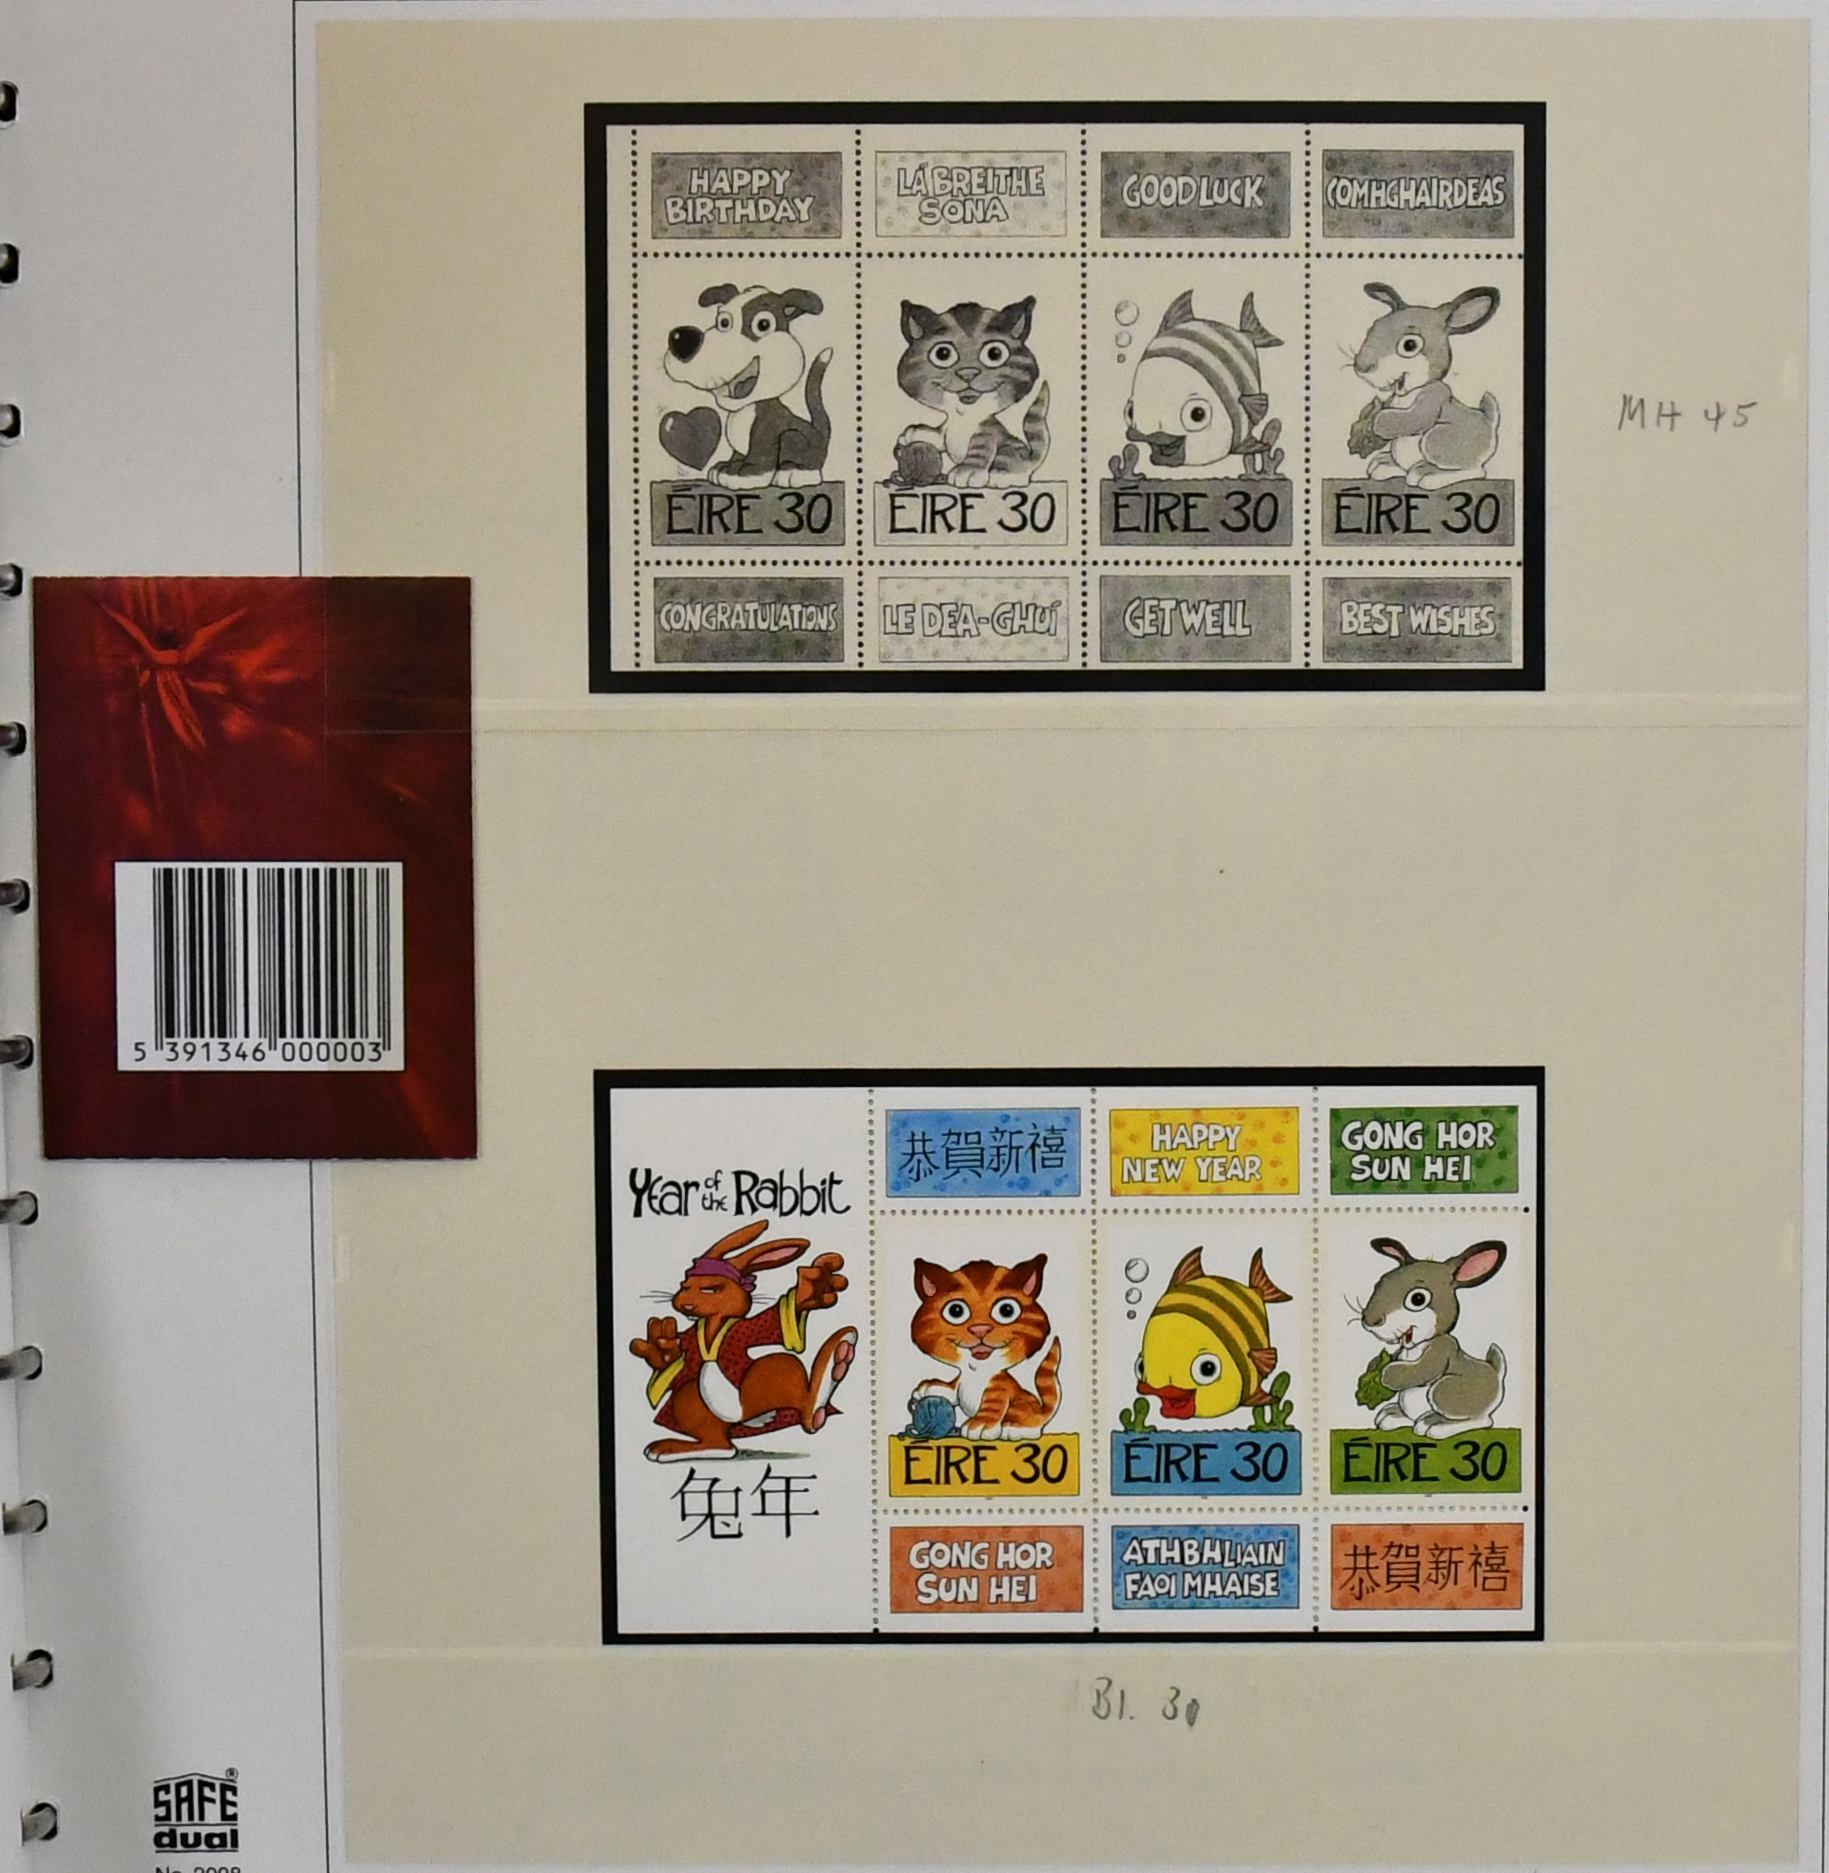 HAPPY
BIRTHDAY
LÁ BREITHE
SONA
GOOD LUCK
COMHGHAIRDEAS
ÉIRE 30
ÉIRE 30
ÉIRE 30
ÉIRE 30
CONGRATULATIONS
LE DEA-GHUÍ
GET WELL
BEST WISHES
MH 45
5 391346 000003
Year of the Rabbit
兔年
恭賀新禧
HAPPY
NEW YEAR
GONG HOR
SUN HEI
ÉIRE 30
ÉIRE 30
ÉIRE 30
GONG HOR
SUN HEI
ATHBHLIAIN
FAOI MHAISE
恭賀新禧
Bl. 30
SAFE®
dual